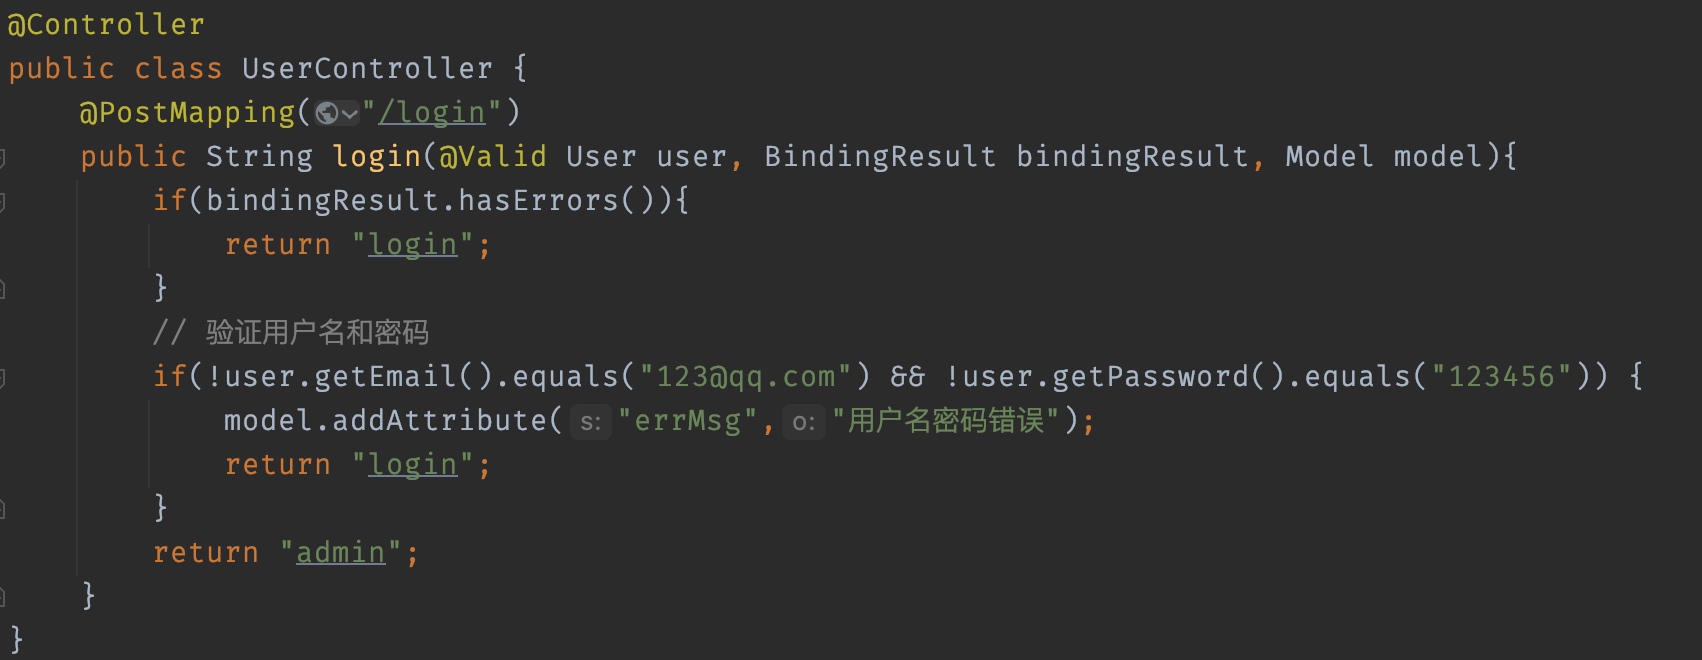 @Controller
public class UserController {
@PostMapping("/login")
public String login(@Valid User user, BindingResult bindingResult, Model model){
if(bindingResult.hasErrors()){
return "login";
}
// 验证用户名和密码
if(!user.getEmail().equals("123@qq.com") && !user.getPassword().equals("123456")) {
model.addAttribute( s: "errMsg", o: "用户名密码错误");
return "login";
}
return "admin";
}
}